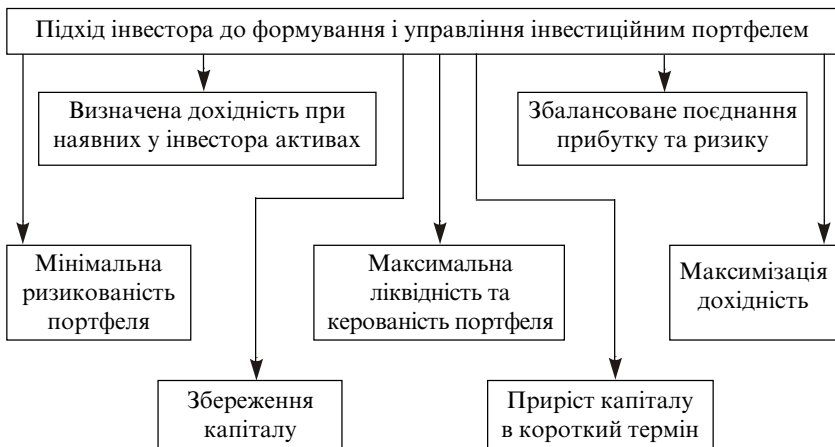 Підхід інвестора до формування і управління інвестиційним портфелем
Визначена дохідність при
наявних у інвестора активах
Збалансоване поєднання
прибутку та ризику
Мінімальна
ризикованість
портфеля
Максимальна
ліквідність та
керованість портфеля
Максимізація
дохідність
Збереження
капіталу
Приріст капіталу
в короткий термін